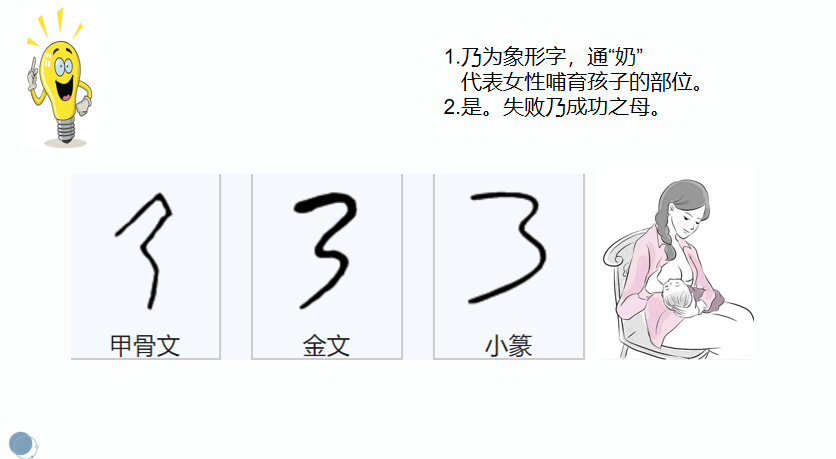 1.乃为象形字，通“奶”
代表女性哺育孩子的部位。
2.是。失败乃成功之母。
甲骨文
金文
小篆